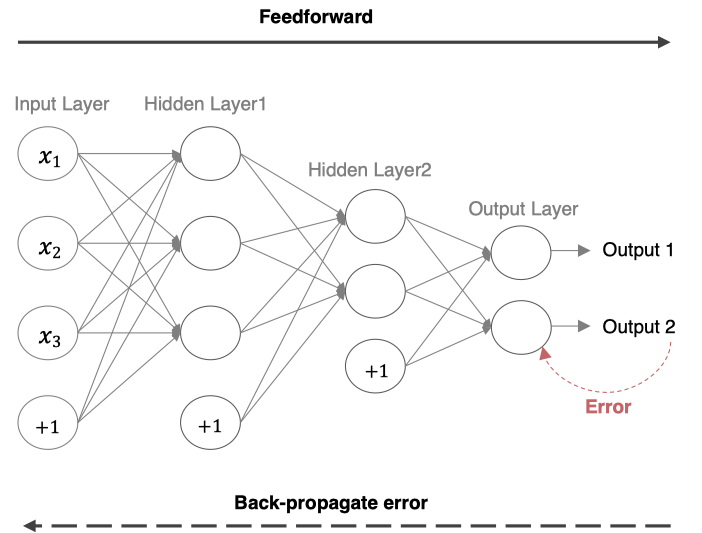 Feedforward
Input Layer
Hidden Layer1
Hidden Layer2
Output Layer
x₁
x₂
x₃
+1
+1
+1
Output 1
Output 2
Error
Back-propagate error